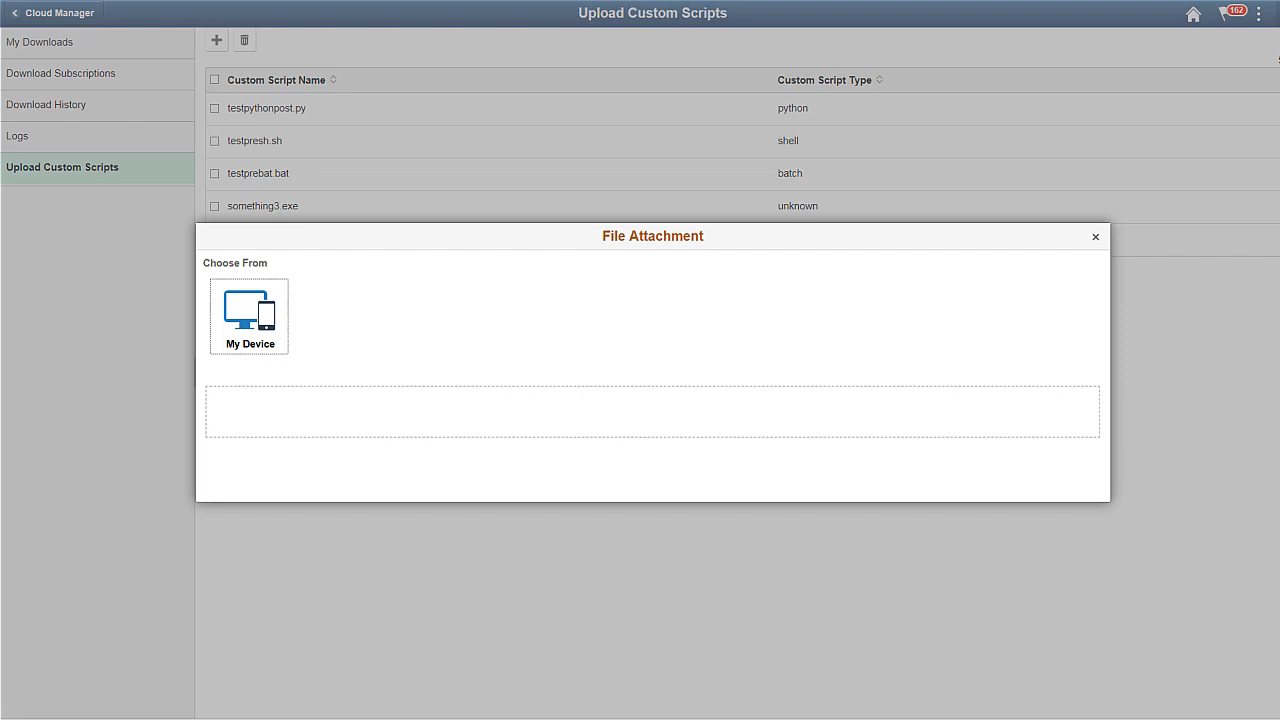 Cloud Manager
Upload Custom Scripts
162
My Downloads
Download Subscriptions
Download History
Logs
Upload Custom Scripts
Custom Script Name
Custom Script Type
testpythonpost.py
python
testpresh.sh
shell
testprebat.bat
batch
something3.exe
unknown
File Attachment
×
Choose From
My Device